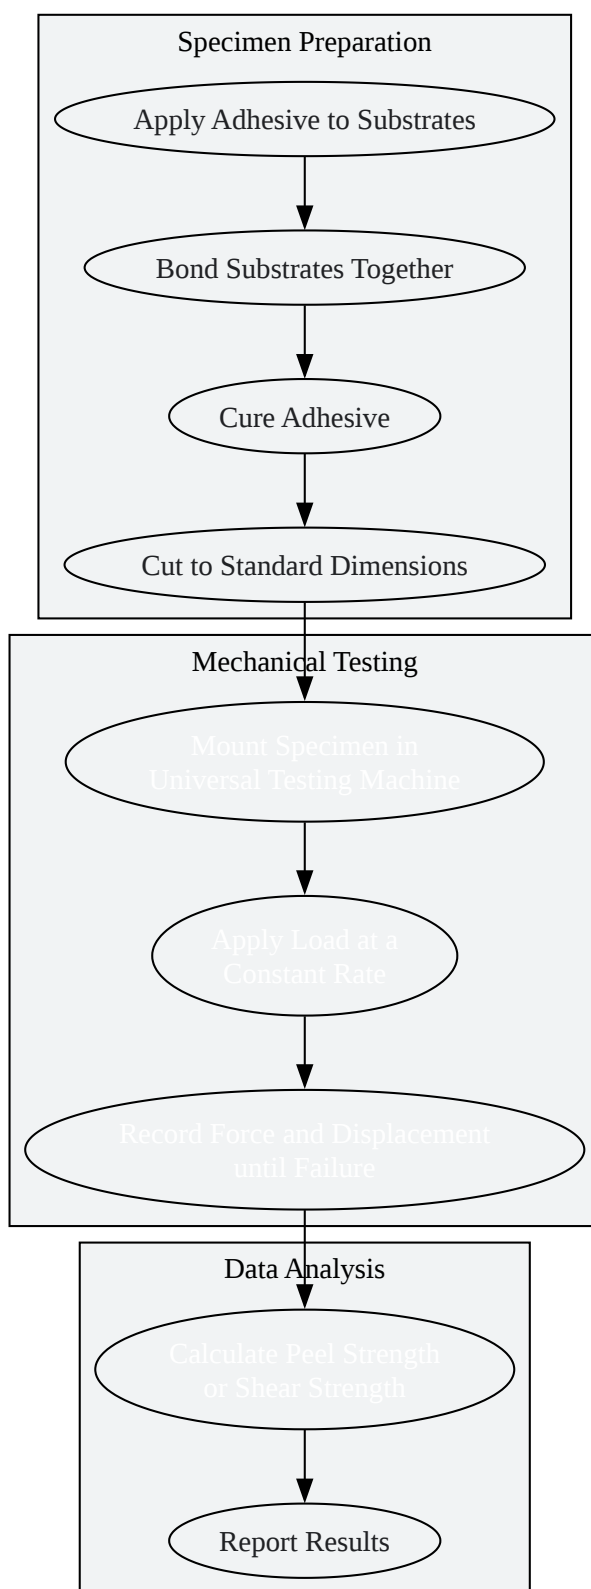 Specimen Preparation
Apply Adhesive to Substrates
Bond Substrates Together
Cure Adhesive
Cut to Standard Dimensions
Mechanical Testing
Mount Specimen in
Universal Testing Machine
Apply Load at a
Constant Rate
Record Force and Displacement
until Failure
Data Analysis
Calculate Peel Strength
or Shear Strength
Report Results